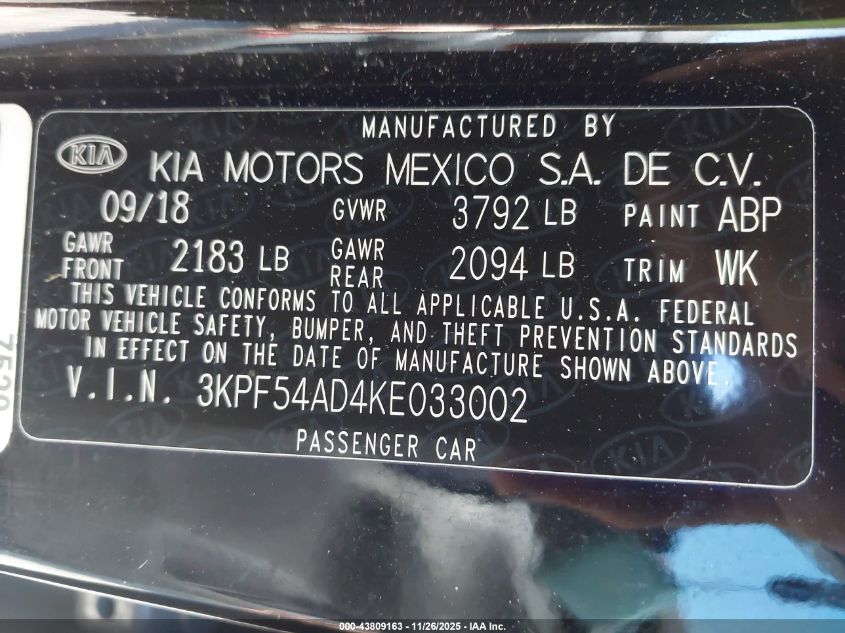 MANUFACTURED BY
KIA KIA MOTORS MEXICO S.A. DE C.V.
09/18 GVWR 3792 LB PAINT ABP
GAWR FRONT 2183 LB GAWR REAR 2094 LB TRIM WK
THIS VEHICLE CONFORMS TO ALL APPLICABLE U.S.A. FEDERAL
MOTOR VEHICLE SAFETY, BUMPER, AND THEFT PREVENTION STANDARDS
IN EFFECT ON THE DATE OF MANUFACTURE SHOWN ABOVE.
V.I.N. 3KPF54AD4KE033002
PASSENGER CAR
000-43809163 - 11/26/2025 - IAA Inc.